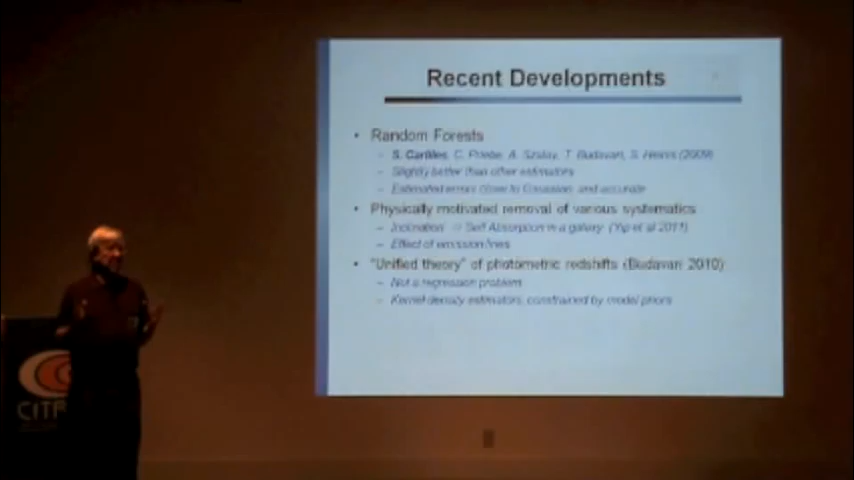 Recent Developments
• Random Forests
– S. Carliles, C. Priebe, A. Szalay, T. Budavari, S. Heinis (2009)
– Slightly better than other estimators
– Estimated errors close to Gaussian, and accurate
• Physically motivated removal of various systematics
– Inclination -> Self Absorption in a galaxy (Yip et al 2011)
– Effect of emission lines
• "Unified theory" of photometric redshifts (Budavari 2010)
– Not a regression problem
– Kernel density estimators, constrained by model priors
CITR